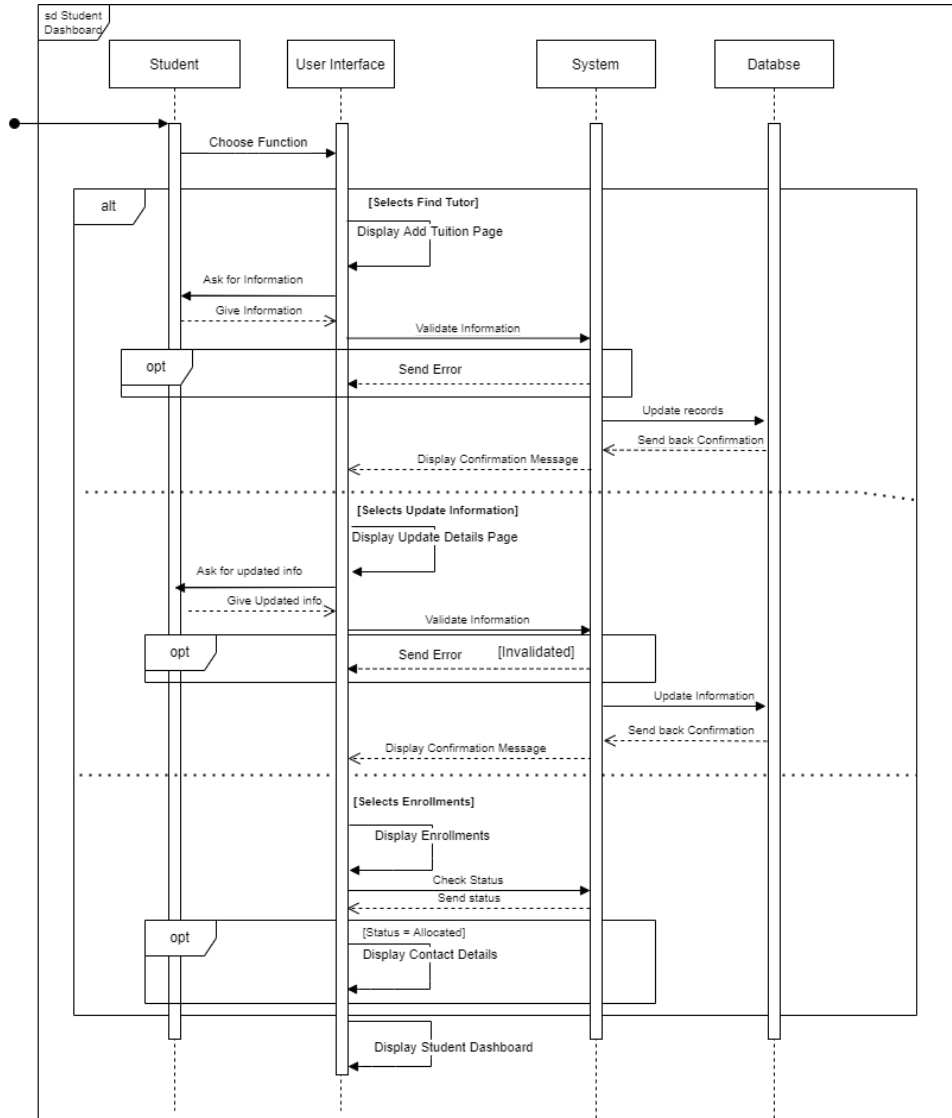 sd Student
Dashboard
Student
User Interface
System
Databse
Choose Function
alt
[Selects Find Tutor]
Display Add Tuition Page
Ask for Information
Give Information
Validate Information
opt
Send Error
Update records
Send back Confirmation
Display Confirmation Message
[Selects Update Information]
Display Update Details Page
Ask for updated info
Give Updated info
Validate Information
opt
Send Error
[Invalidated]
Update Information
Send back Confirmation
Display Confirmation Message
[Selects Enrollments]
Display Enrollments
Check Status
Send status
opt
[Status = Allocated]
Display Contact Details
Display Student Dashboard